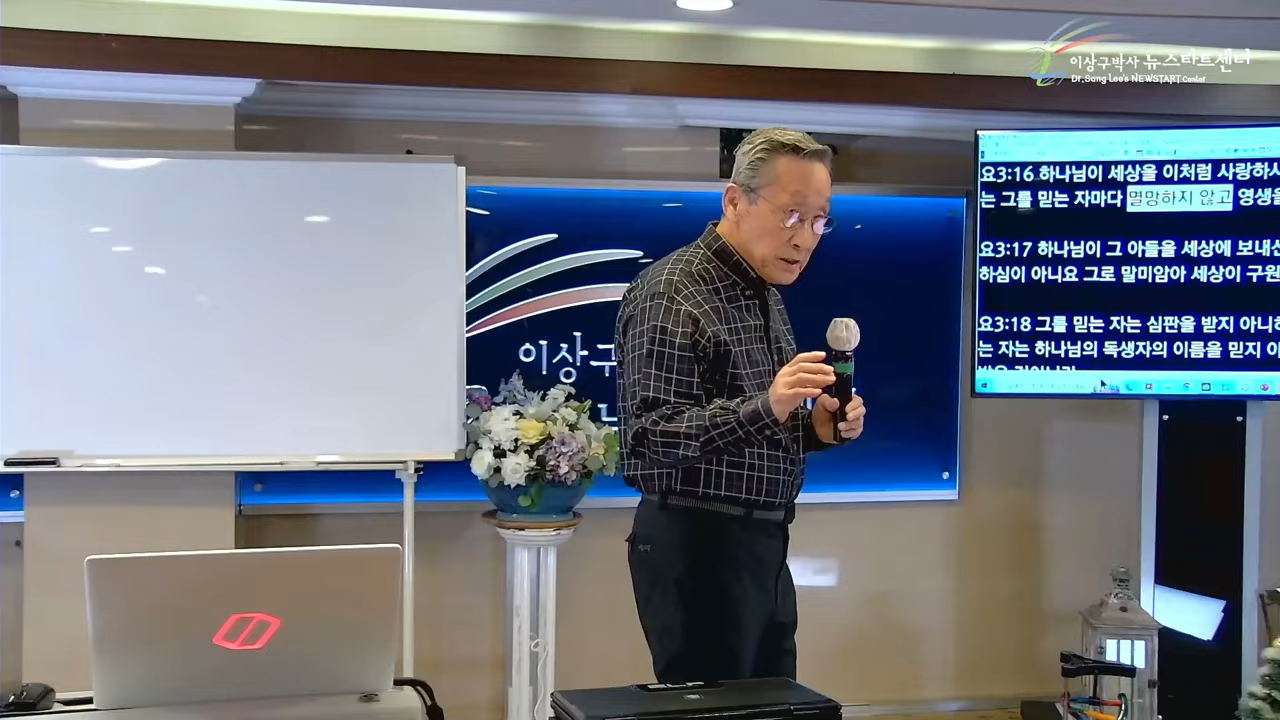 이상구박사 뉴스타트센터
Dr. Sang Lee's NEWSTART Center
이상구
요3:16 하나님이 세상을 이처럼 사랑하시
는 그를 믿는 자마다 멸망하지 않고 영생을
요3:17 하나님이 그 아들을 세상에 보내신
하심이 아니요 그로 말미암아 세상이 구원
요3:18 그를 믿는 자는 심판을 받지 아니하
는 자는 하나님의 독생자의 이름을 믿지 아